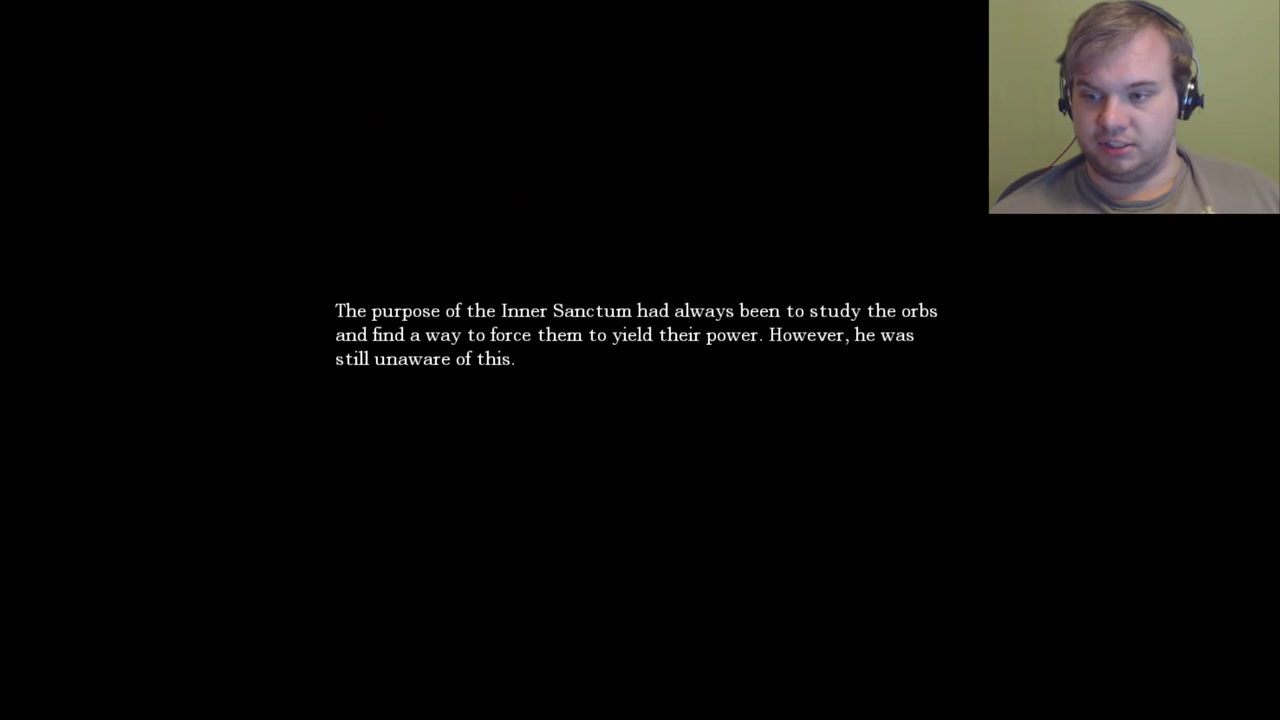 The purpose of the Inner Sanctum had always been to study the orbs
and find a way to force them to yield their power. However, he was
still unaware of this.